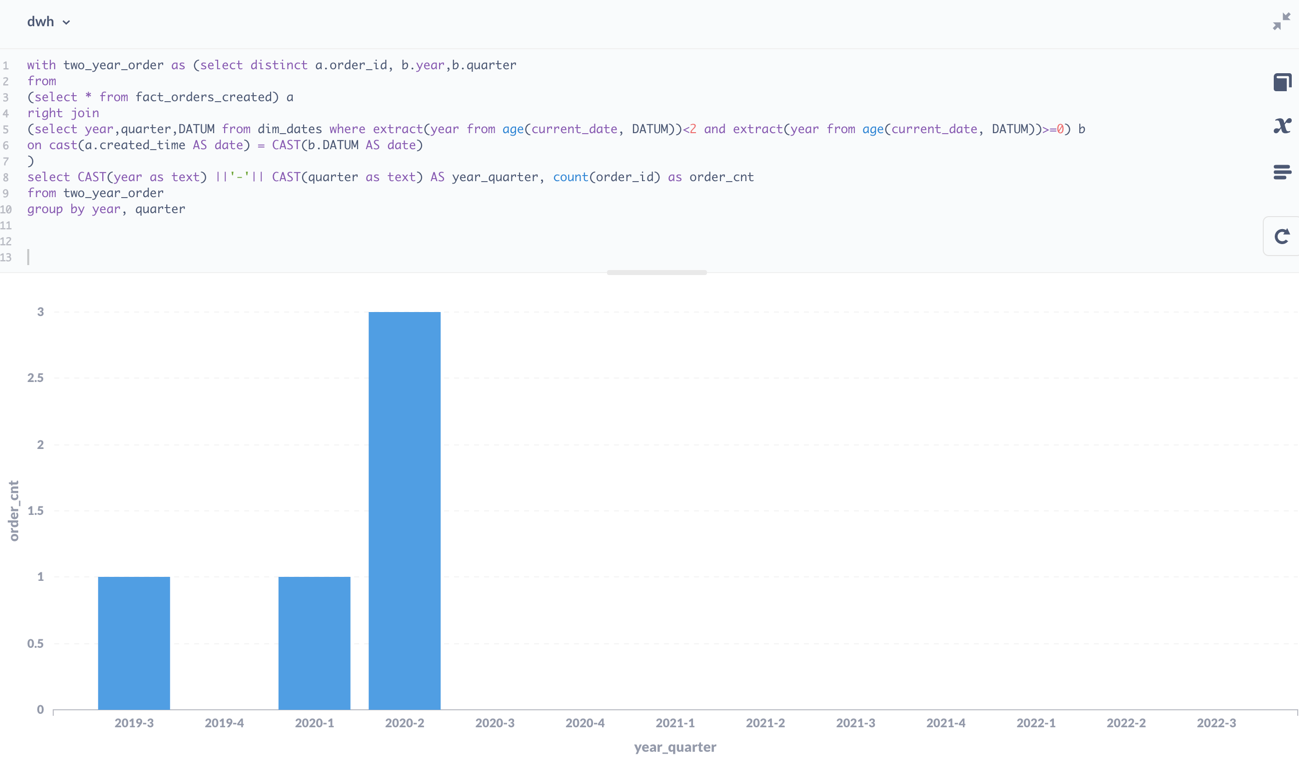 dwh
1 with two_year_order as (select distinct a.order_id, b.year,b.quarter
2 from
3 (select * from fact_orders_created) a
4 right join
5 (select year,quarter,DATUM from dim_dates where extract(year from age(current_date, DATUM))<2 and extract(year from age(current_date, DATUM))>=0) b
6 on cast(a.created_time AS date) = CAST(b.DATUM AS date)
7 )
8 select CAST(year as text) ||'-'|| CAST(quarter as text) AS year_quarter, count(order_id) as order_cnt
9 from two_year_order
10 group by year, quarter
11
12
13
x
3
2.5
2
1.5
1
0.5
0
order_cnt
2019-3 2019-4 2020-1 2020-2 2020-3 2020-4 2021-1 2021-2 2021-3 2021-4 2022-1 2022-2 2022-3
year_quarter